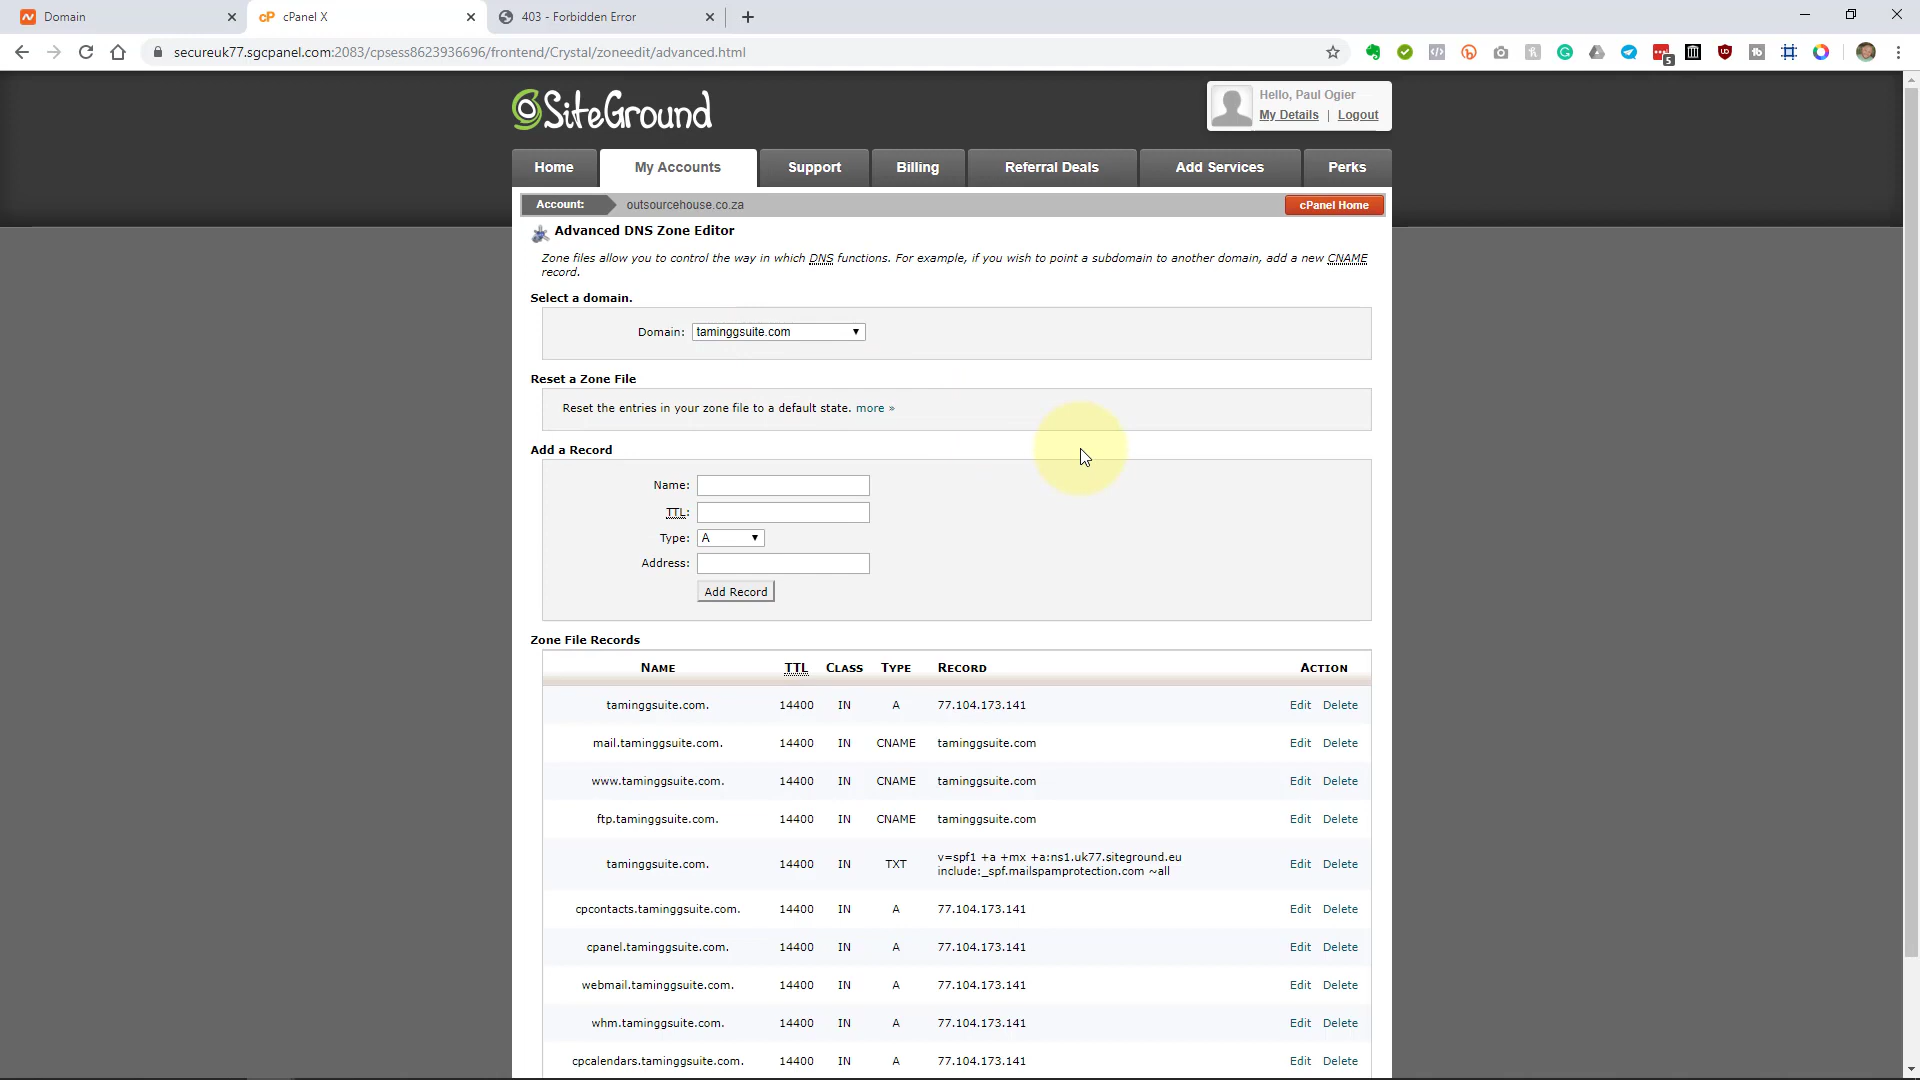 Domain
cPanel X
403 - Forbidden Error
secureuk77.sgcpanel.com:2083/cpsess8623936696/frontend/Crystal/zoneedit/advanced.html
5
SiteGround
Hello, Paul Ogier
My Details | Logout
Home
My Accounts
Support
Billing
Referral Deals
Add Services
Perks
Account:
outsourcehouse.co.za
cPanel Home
Advanced DNS Zone Editor
Zone files allow you to control the way in which DNS functions. For example, if you wish to point a subdomain to another domain, add a new CNAME
record.
Select a domain.
Domain: taminggsuite.com
Reset a Zone File
Reset the entries in your zone file to a default state. more »
Add a Record
Name:
TTL:
Type: A
Address:
Add Record
Zone File Records
NAME TTL CLASS TYPE RECORD ACTION
taminggsuite.com. 14400 IN A 77.104.173.141 Edit Delete
mail.taminggsuite.com. 14400 IN CNAME taminggsuite.com Edit Delete
www.taminggsuite.com. 14400 IN CNAME taminggsuite.com Edit Delete
ftp.taminggsuite.com. 14400 IN CNAME taminggsuite.com Edit Delete
taminggsuite.com. 14400 IN TXT v=spf1 +a +mx +a:ns1.uk77.siteground.eu
include:_spf.mailspamprotection.com ~all Edit Delete
cpcontacts.taminggsuite.com. 14400 IN A 77.104.173.141 Edit Delete
cpanel.taminggsuite.com. 14400 IN A 77.104.173.141 Edit Delete
webmail.taminggsuite.com. 14400 IN A 77.104.173.141 Edit Delete
whm.taminggsuite.com. 14400 IN A 77.104.173.141 Edit Delete
cpcalendars.taminggsuite.com. 14400 IN A 77.104.173.141 Edit Delete